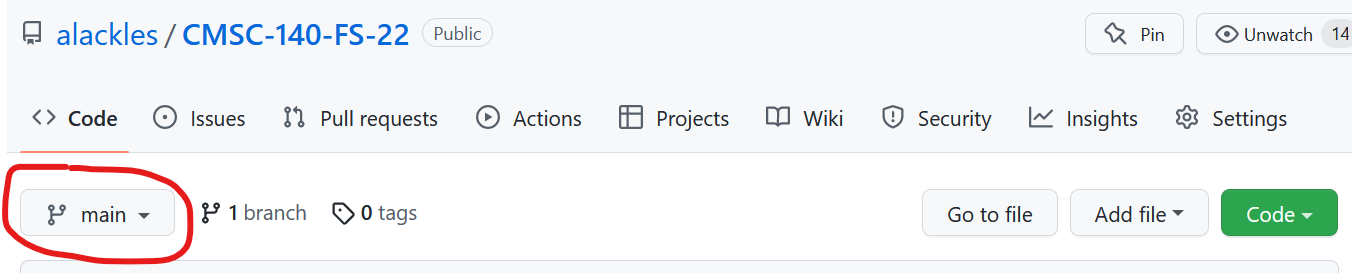 alackles / CMSC-140-FS-22 Public Pin Unwatch 14
Code Issues Pull requests Actions Projects Wiki Security Insights Settings
main 1 branch 0 tags Go to file Add file Code